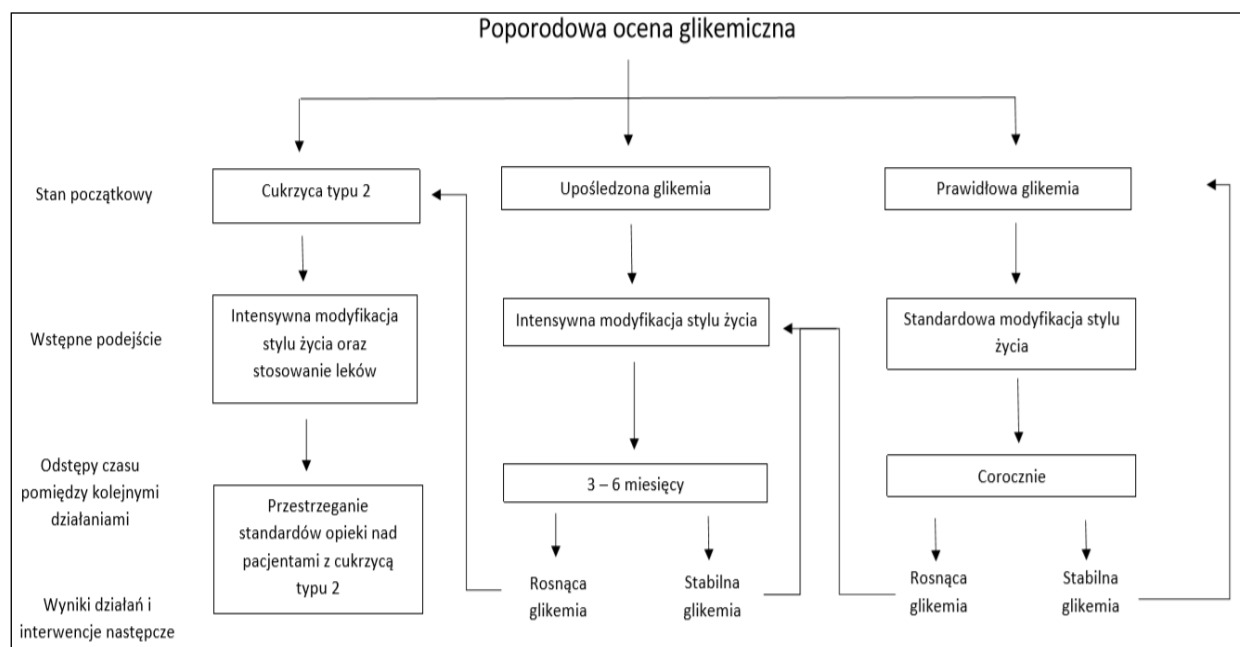 Poporodowa ocena glikemiczna
Stan początkowy
Cukrzyca typu 2
Upośledzona glikemia
Prawidłowa glikemia
Wstępne podejście
Intensywna modyfikacja
stylu życia oraz
stosowanie leków
Intensywna modyfikacja stylu życia
Standardowa modyfikacja stylu
życia
Odstępy czasu
pomiędzy kolejnymi
działaniami
Przestrzeganie
standardów opieki nad
pacjentami z cukrzycą
typu 2
3 – 6 miesięcy
Corocznie
Wyniki działań i
interwencje następcze
Rosnąca
glikemia
Stabilna
glikemia
Rosnąca
glikemia
Stabilna
glikemia